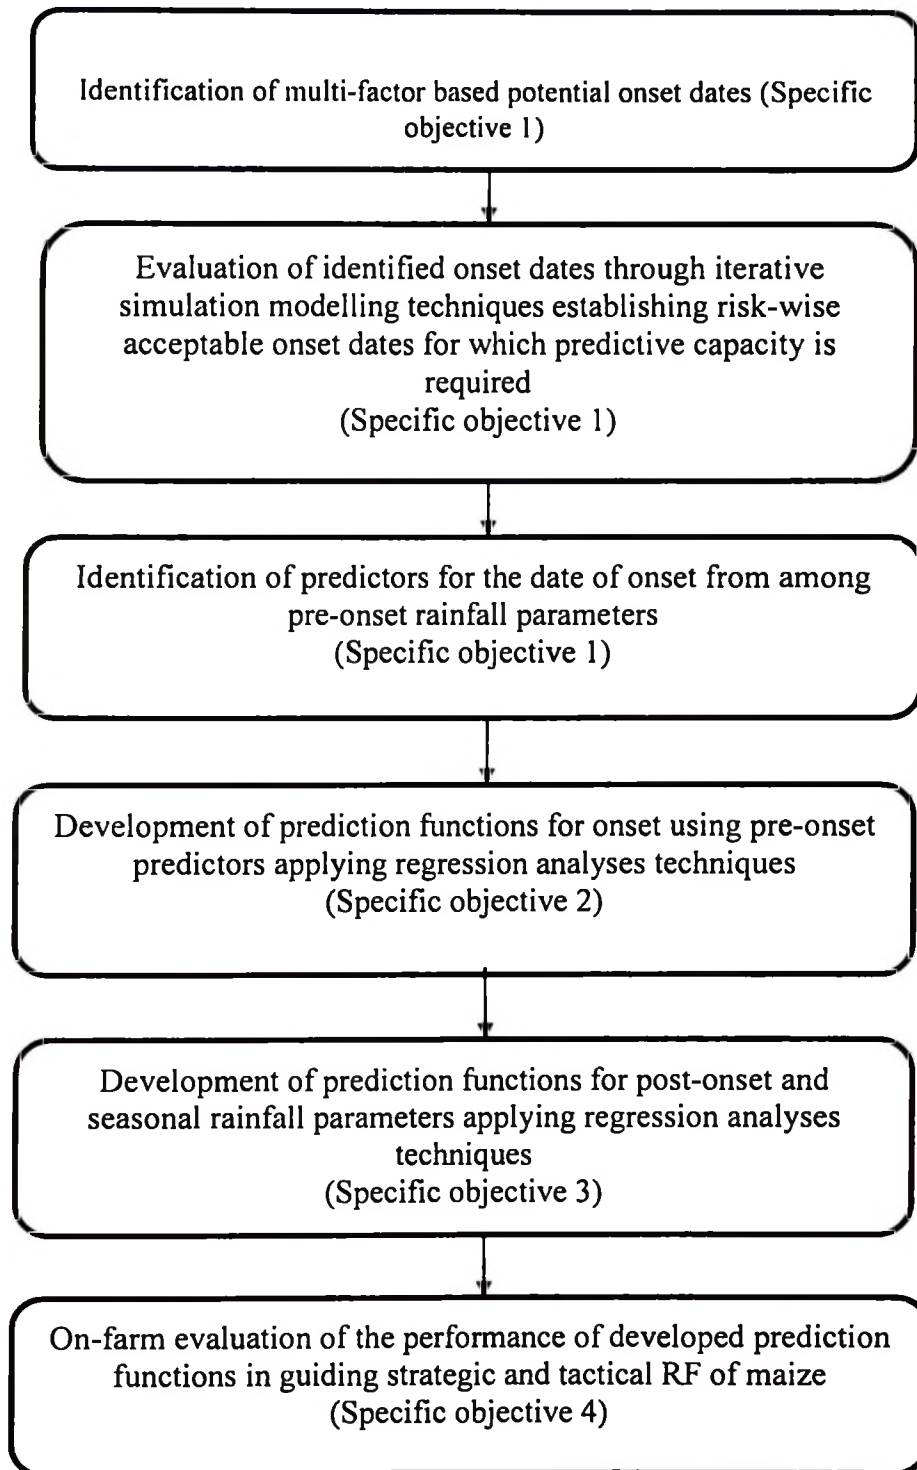 Identification of multi-factor based potential onset dates (Specific
objective 1)
Evaluation of identified onset dates through iterative
simulation modelling techniques establishing risk-wise
acceptable onset dates for which predictive capacity is
required
(Specific objective 1)
Identification of predictors for the date of onset from among
pre-onset rainfall parameters
(Specific objective 1)
Development of prediction functions for onset using pre-onset
predictors applying regression analyses techniques
(Specific objective 2)
Development of prediction functions for post-onset and
seasonal rainfall parameters applying regression analyses
techniques
(Specific objective 3)
On-farm evaluation of the performance of developed prediction
functions in guiding strategic and tactical RF of maize
(Specific objective 4)